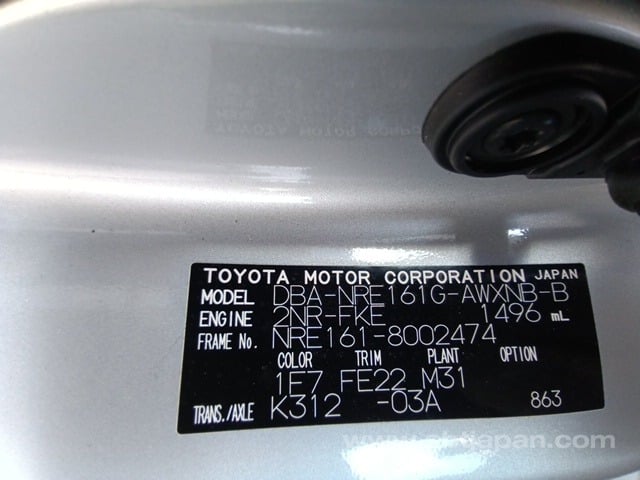 TOYOTA MOTOR CORPORATION JAPAN
MODEL DBA-NRE161G-AWXNB-B
ENGINE 2NR-FKE 1496 mL
FRAME No. NRE161-8002474
COLOR TRIM PLANT OPTION
1E7 FE22 M31
TRANS./AXLE K312 -03A 863